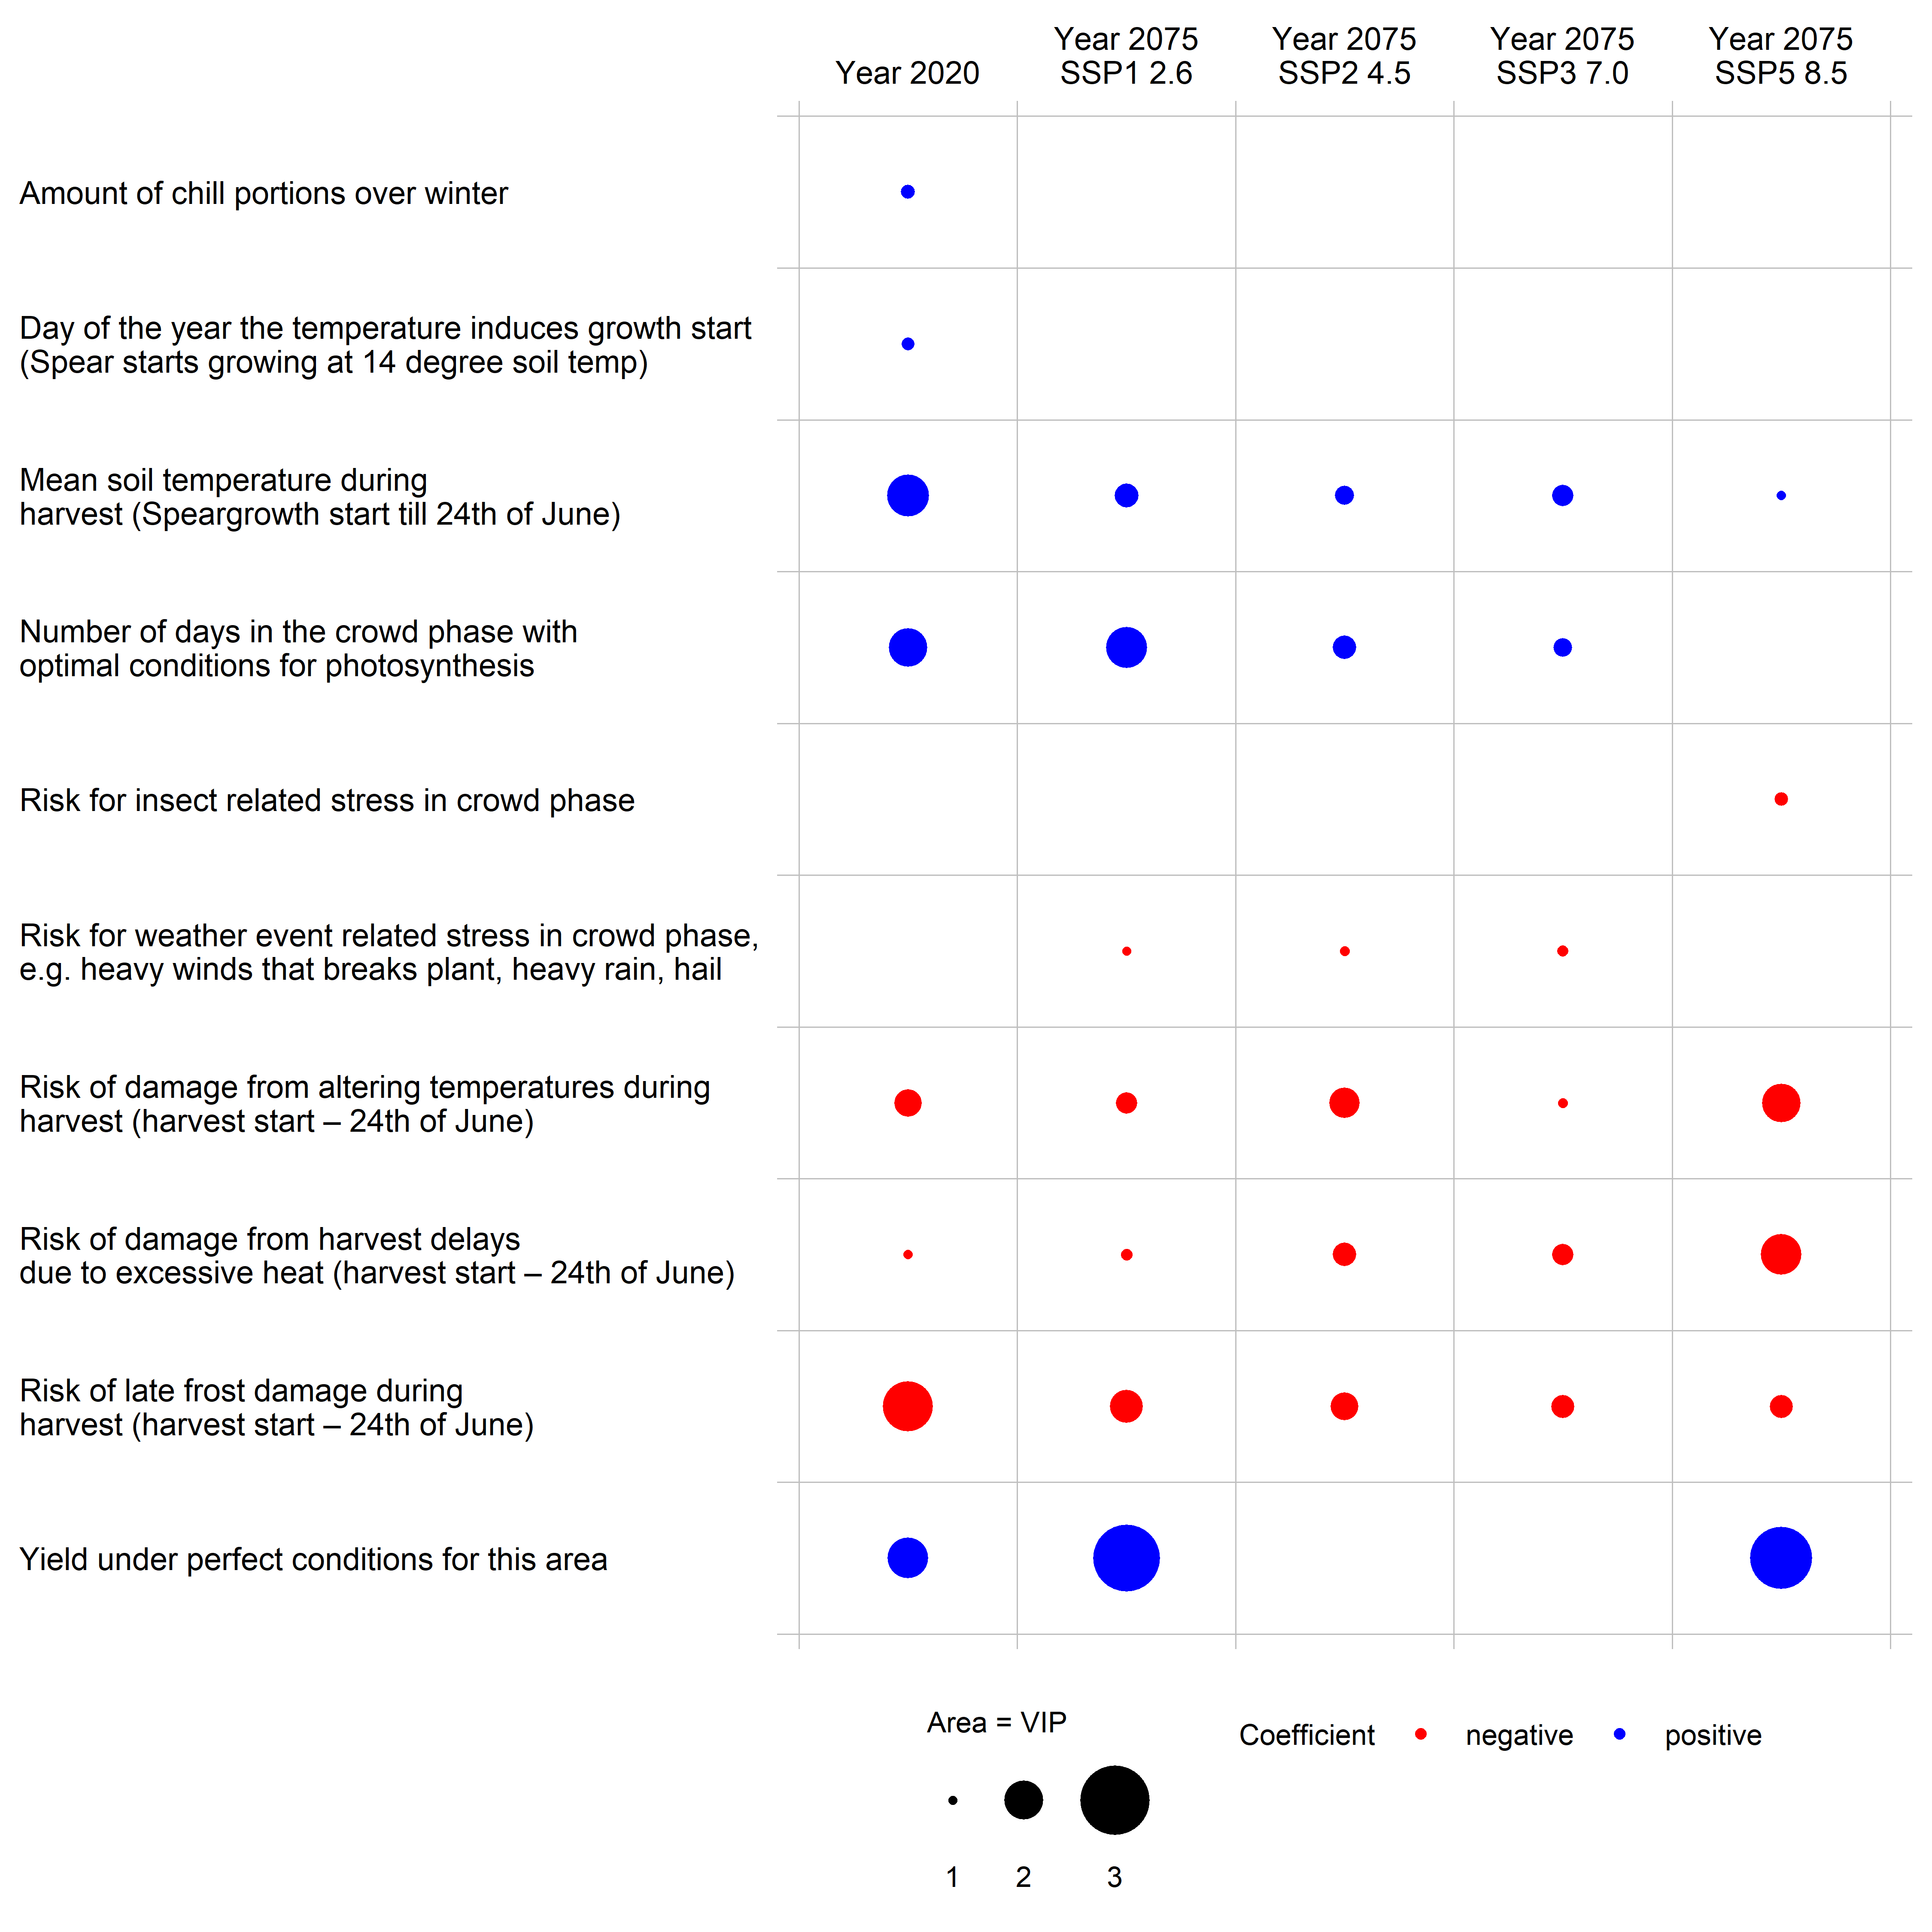 Year 2020
Year 2075
SSP1 2.6
Year 2075
SSP2 4.5
Year 2075
SSP3 7.0
Year 2075
SSP5 8.5
Amount of chill portions over winter
Day of the year the temperature induces growth start
(Spear starts growing at 14 degree soil temp)
Mean soil temperature during
harvest (Speargrowth start till 24th of June)
Number of days in the crowd phase with
optimal conditions for photosynthesis
Risk for insect related stress in crowd phase
Risk for weather event related stress in crowd phase,
e.g. heavy winds that breaks plant, heavy rain, hail
Risk of damage from altering temperatures during
harvest (harvest start – 24th of June)
Risk of damage from harvest delays
due to excessive heat (harvest start – 24th of June)
Risk of late frost damage during
harvest (harvest start – 24th of June)
Yield under perfect conditions for this area
Area = VIP
1 2 3
Coefficient negative positive